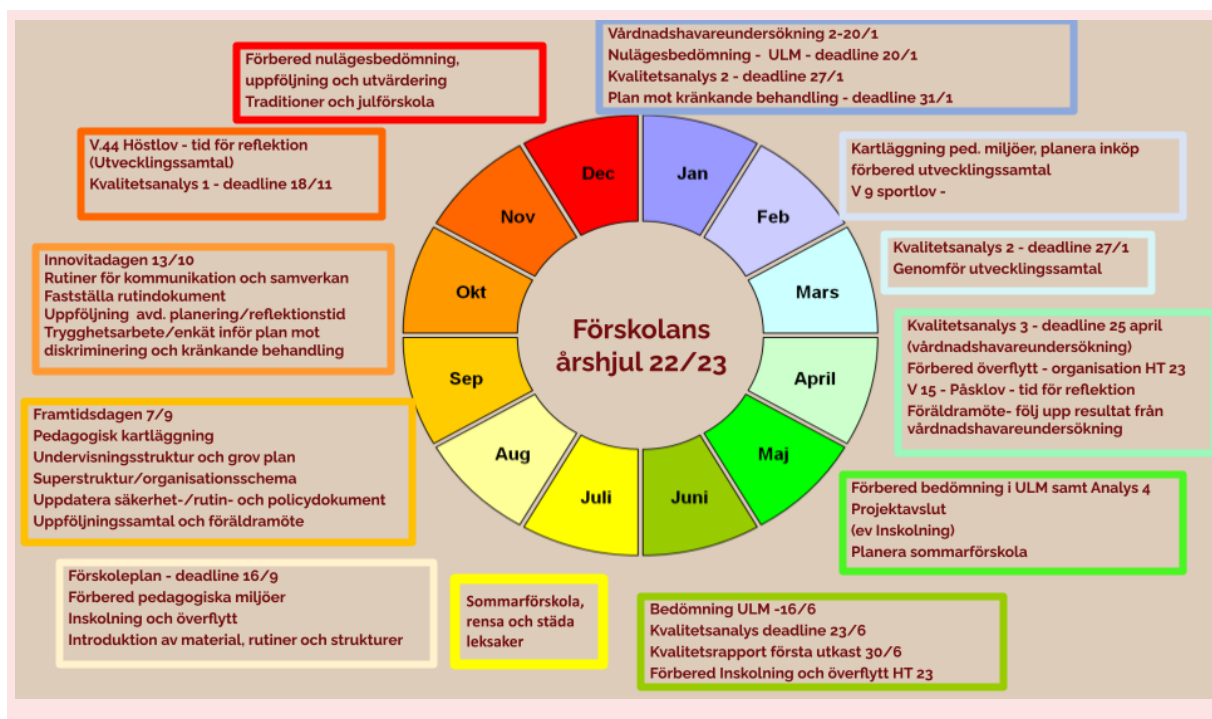 Förbered nulägesbedömning,
uppföljning och utvärdering
Traditioner och julförskola
Vårdnadshavareundersökning 2-20/1
Nulägesbedömning - ULM - deadline 20/1
Kvalitetsanalys 2 - deadline 27/1
Plan mot kränkande behandling - deadline 31/1
V.44 Höstlov - tid för reflektion
(Utvecklingssamtal)
Kvalitetsanalys 1 - deadline 18/11
Kartläggning ped. miljöer, planera inköp
förbered utvecklingssamtal
V 9 sportlov -
Innovitadagen 13/10
Rutiner för kommunikation och samverkan
Fastställa rutindokument
Uppföljning avd. planering/reflektionstid
Trygghetsarbete/enkät inför plan mot
diskriminering och kränkande behandling
Kvalitetsanalys 2 - deadline 27/1
Genomför utvecklingssamtal
Kvalitetsanalys 3 - deadline 25 april
(vårdnadshavareundersökning)
Förbered överflytt - organisation HT 23
V 15 - Påsklov - tid för reflektion
Föräldramöte- följ upp resultat från
vårdnadshavareundersökning
Framtidsdagen 7/9
Pedagogisk kartläggning
Undervisningsstruktur och grov plan
Superstruktur/organisationsschema
Uppdatera säkerhet-/rutin- och policydokument
Uppföljningssamtal och föräldramöte
Förbered bedömning i ULM samt Analys 4
Projektavslut
(ev Inskolning)
Planera sommarförskola
Förskoleplan - deadline 16/9
Förbered pedagogiska miljöer
Inskolning och överflytt
Introduktion av material, rutiner och strukturer
Sommarförskola,
rensa och städa
leksaker
Bedömning ULM -16/6
Kvalitetsanalys deadline 23/6
Kvalitetsrapport första utkast 30/6
Förbered Inskolning och överflytt HT 23
Förskolans
årshjul 22/23
Jan
Feb
Mars
April
Maj
Juni
Juli
Aug
Sep
Okt
Nov
Dec